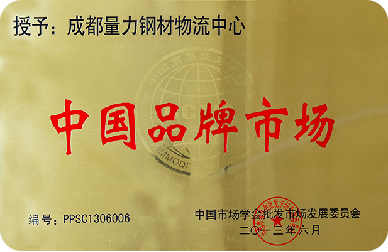 授予：成都量力钢材物流中心
中国品牌市场
编号：PPSC1306006
中国市场学会批发市场发展委员会
二〇一三年六月